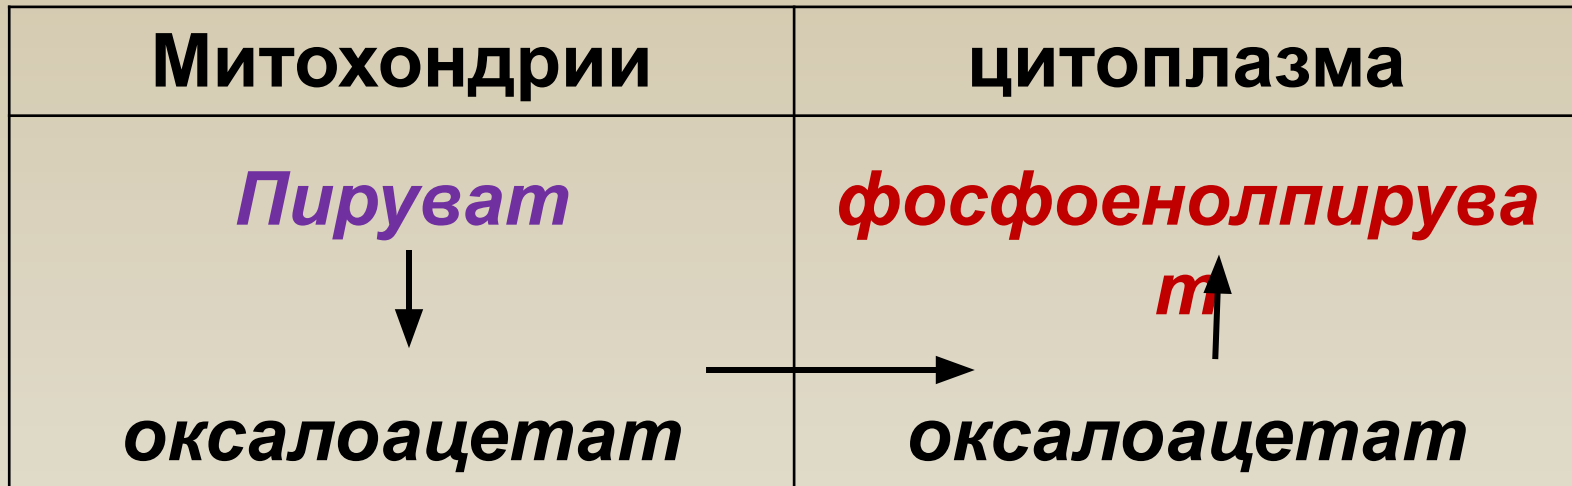 Митохондрии
цитоплазма
Пируват
фосфоенолпирува
т
оксалоацетат
оксалоацетат